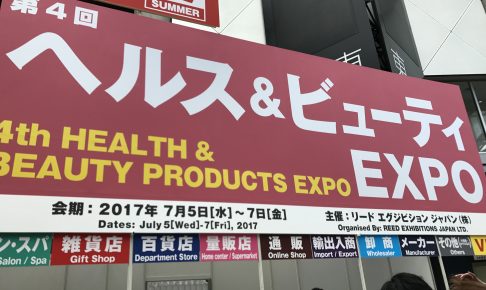 SUMMER
第4回
ヘルス&ビューティ
4th HEALTH &
BEAUTY PRODUCTS EXPO
EXPO
会期：2017年 7月5日[水]～7日[金]
Dates: July5[Wed]-7[Fri], 2017
主催：リード エグジビション ジャパン(株)
Organised By: REED EXHIBITIONS JAPAN LTD.
ン・スパ 雑貨店 百貨店 量販店 通販 輸出入商 卸商 メーカー その他
Salon / Spa Gift Shop Department Store Home center / Supermarket Import / Export Wholesaler Manufacturer Others
東